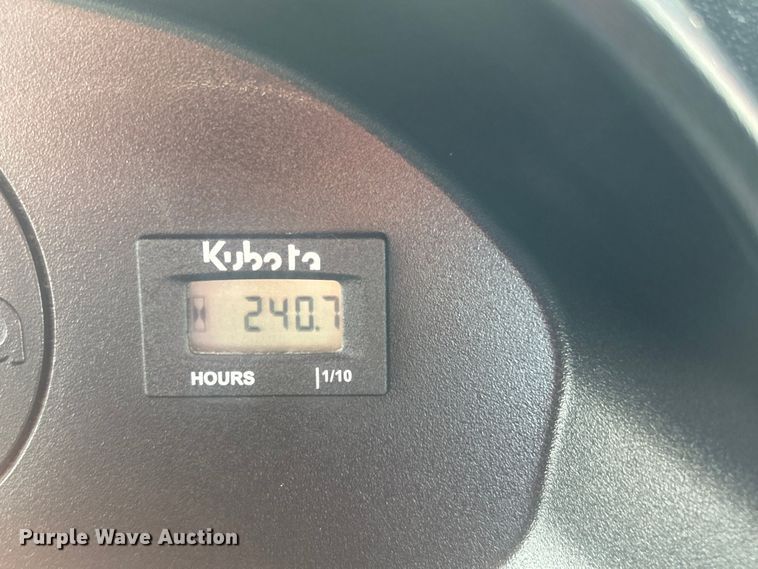 Kubota
240.7
HOURS |1/10
Purple Wave Auction